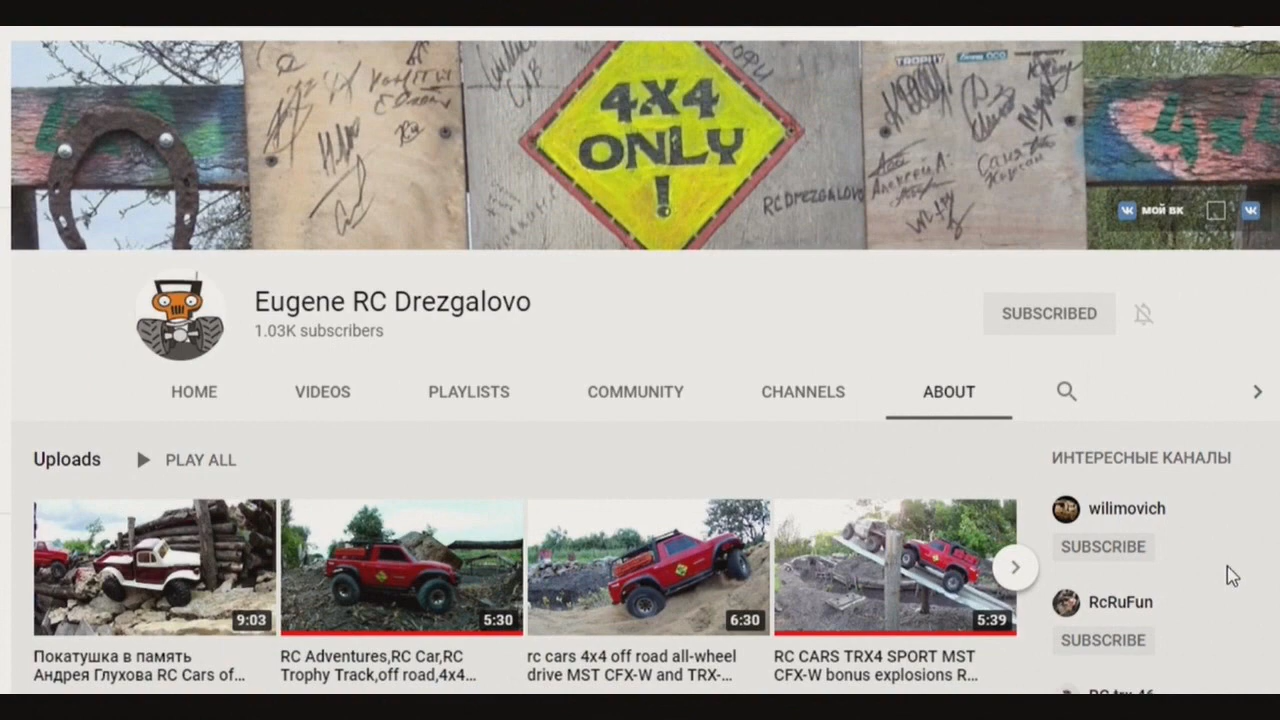 4X4
ONLY
!
RC DREZGALOVO
TROPHY
Алексей А.
Саня
МОЙ ВК
Eugene RC Drezgalovo
1.03K subscribers
SUBSCRIBED
HOME VIDEOS PLAYLISTS COMMUNITY CHANNELS ABOUT
Uploads PLAY ALL
ИНТЕРЕСНЫЕ КАНАЛЫ
wilimovich
SUBSCRIBE
RcRuFun
SUBSCRIBE
9:03
5:30
6:30
5:39
Покатушка в память
Андрея Глухова RC Cars of...
RC Adventures,RC Car,RC
Trophy Track,off road,4x4...
rc cars 4x4 off road all-wheel
drive MST CFX-W and TRX-...
RC CARS TRX4 SPORT MST
CFX-W bonus explosions R...